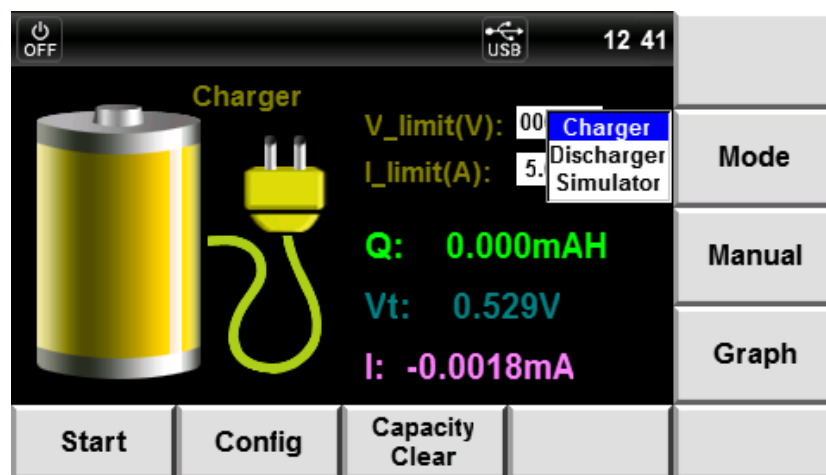 OFF
USB
12 41
Charger
V_limit(V): 00
I_limit(A): 5.
Charger
Discharger
Simulator
Q: 0.000mAH
Vt: 0.529V
I: -0.0018mA
Mode
Manual
Graph
Start
Config
Capacity
Clear